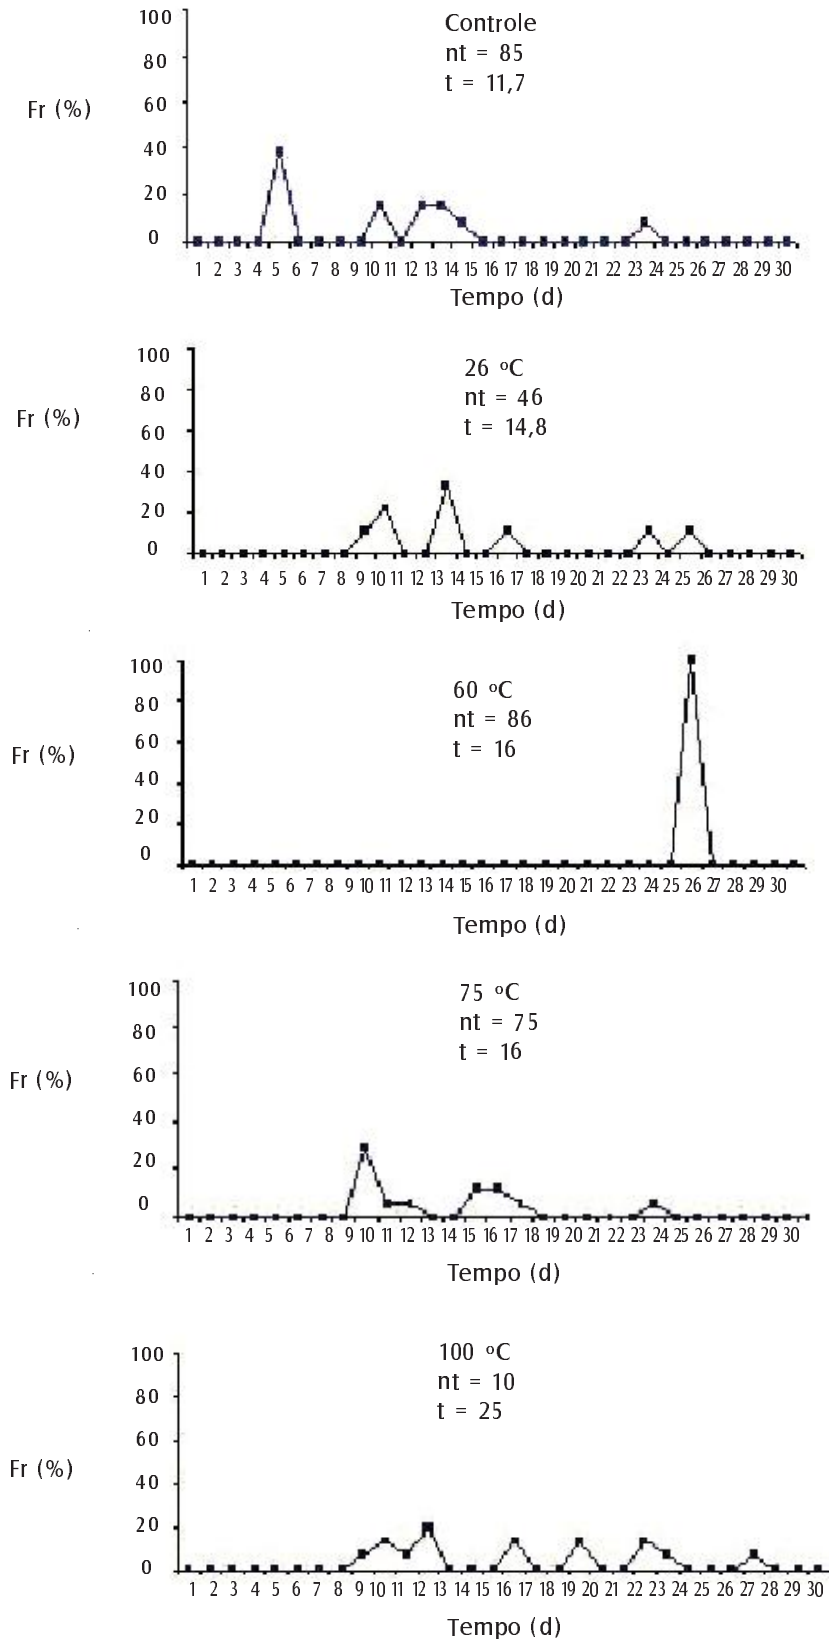 100
Controle
nt = 85
t = 11,7
80
60
Fr (%)
40
20
0
1 2 3 4 5 6 7 8 9 10 11 12 13 14 15 16 17 18 19 20 21 22 23 24 25 26 27 28 29 30
Tempo (d)
100
26 ºC
nt = 46
t = 14,8
80
Fr (%)
60
40
20
0
1 2 3 4 5 6 7 8 9 10 11 12 13 14 15 16 17 18 19 20 21 22 23 24 25 26 27 28 29 30
Tempo (d)
100
60 ºC
nt = 86
t = 16
80
60
Fr (%)
40
20
0
1 2 3 4 5 6 7 8 9 10 11 12 13 14 15 16 17 18 19 20 21 22 23 24 25 26 27 28 29 30
Tempo (d)
100
75 ºC
nt = 75
t = 16
80
60
Fr (%)
40
20
0
1 2 3 4 5 6 7 8 9 10 11 12 13 14 15 16 17 18 19 20 21 22 23 24 25 26 27 28 29 30
Tempo (d)
100
100 ºC
nt = 10
t = 25
80
60
Fr (%)
40
20
0
1 2 3 4 5 6 7 8 9 10 11 12 13 14 15 16 17 18 19 20 21 22 23 24 25 26 27 28 29 30
Tempo (d)